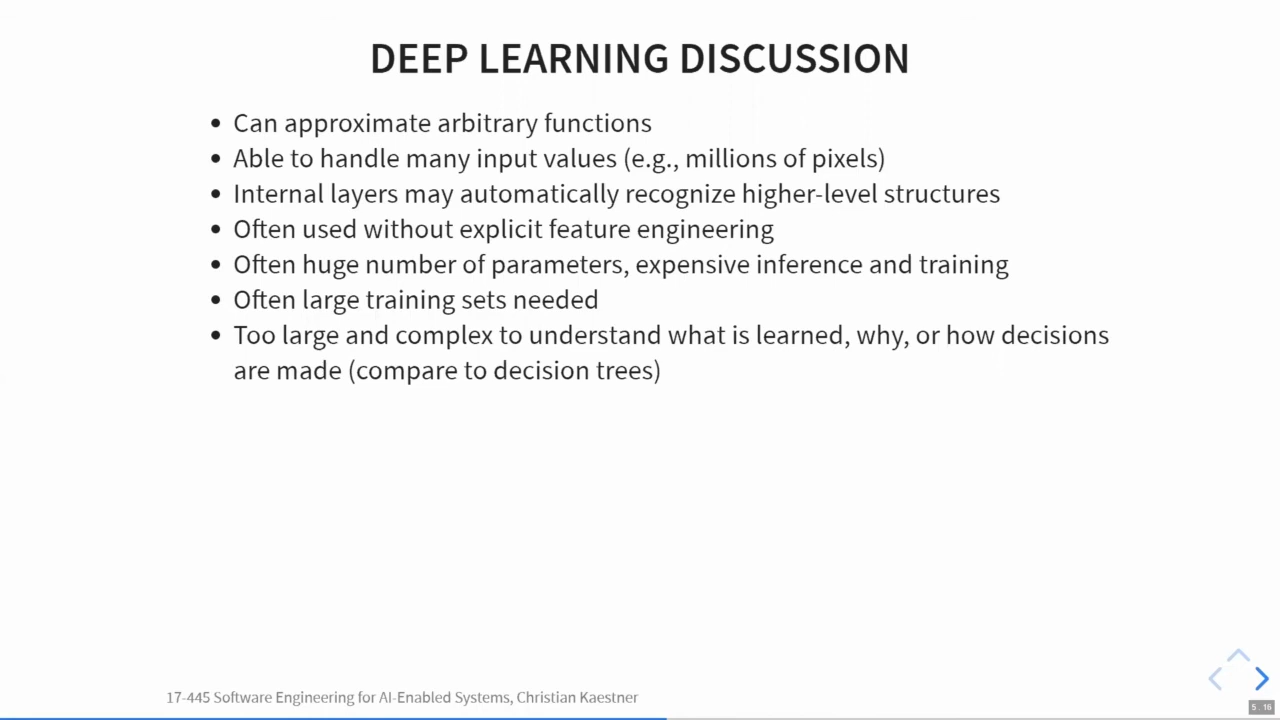 DEEP LEARNING DISCUSSION
• Can approximate arbitrary functions
• Able to handle many input values (e.g., millions of pixels)
• Internal layers may automatically recognize higher-level structures
• Often used without explicit feature engineering
• Often huge number of parameters, expensive inference and training
• Often large training sets needed
• Too large and complex to understand what is learned, why, or how decisions
are made (compare to decision trees)
17-445 Software Engineering for AI-Enabled Systems, Christian Kaestner
5 . 16